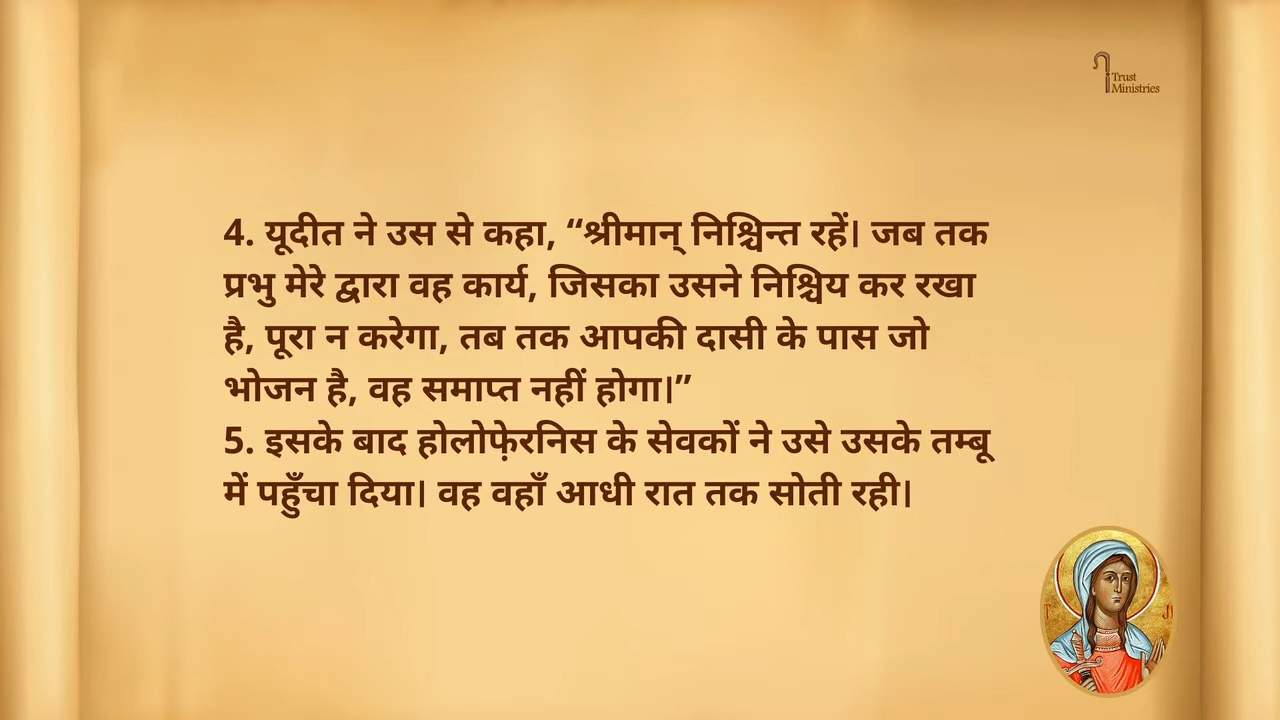 Trust
Ministries
4. यूदीत ने उस से कहा, “श्रीमान् निश्चिन्त रहें। जब तक
प्रभु मेरे द्वारा वह कार्य, जिसका उसने निश्चिय कर रखा
है, पूरा न करेगा, तब तक आपकी दासी के पास जो
भोजन है, वह समाप्त नहीं होगा।”
5. इसके बाद होलोफ़ेरनिस के सेवकों ने उसे उसके तम्बू
में पहुँचा दिया। वह वहाँ आधी रात तक सोती रही।